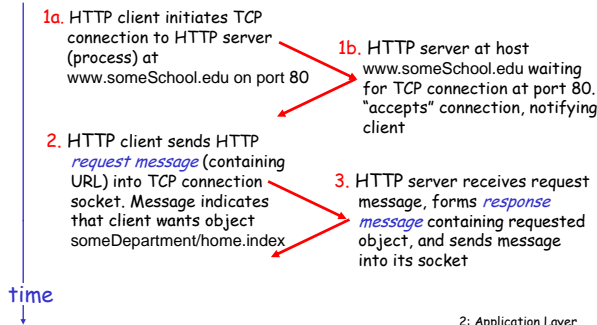 1a. HTTP client initiates TCP
connection to HTTP server
(process) at
www.someSchool.edu on port 80
1b. HTTP server at host
www.someSchool.edu waiting
for TCP connection at port 80.
“accepts” connection, notifying
client
2. HTTP client sends HTTP
request message (containing
URL) into TCP connection
socket. Message indicates
that client wants object
someDepartment/home.index
3. HTTP server receives request
message, forms response
message containing requested
object, and sends message
into its socket
time
2: Application Layer